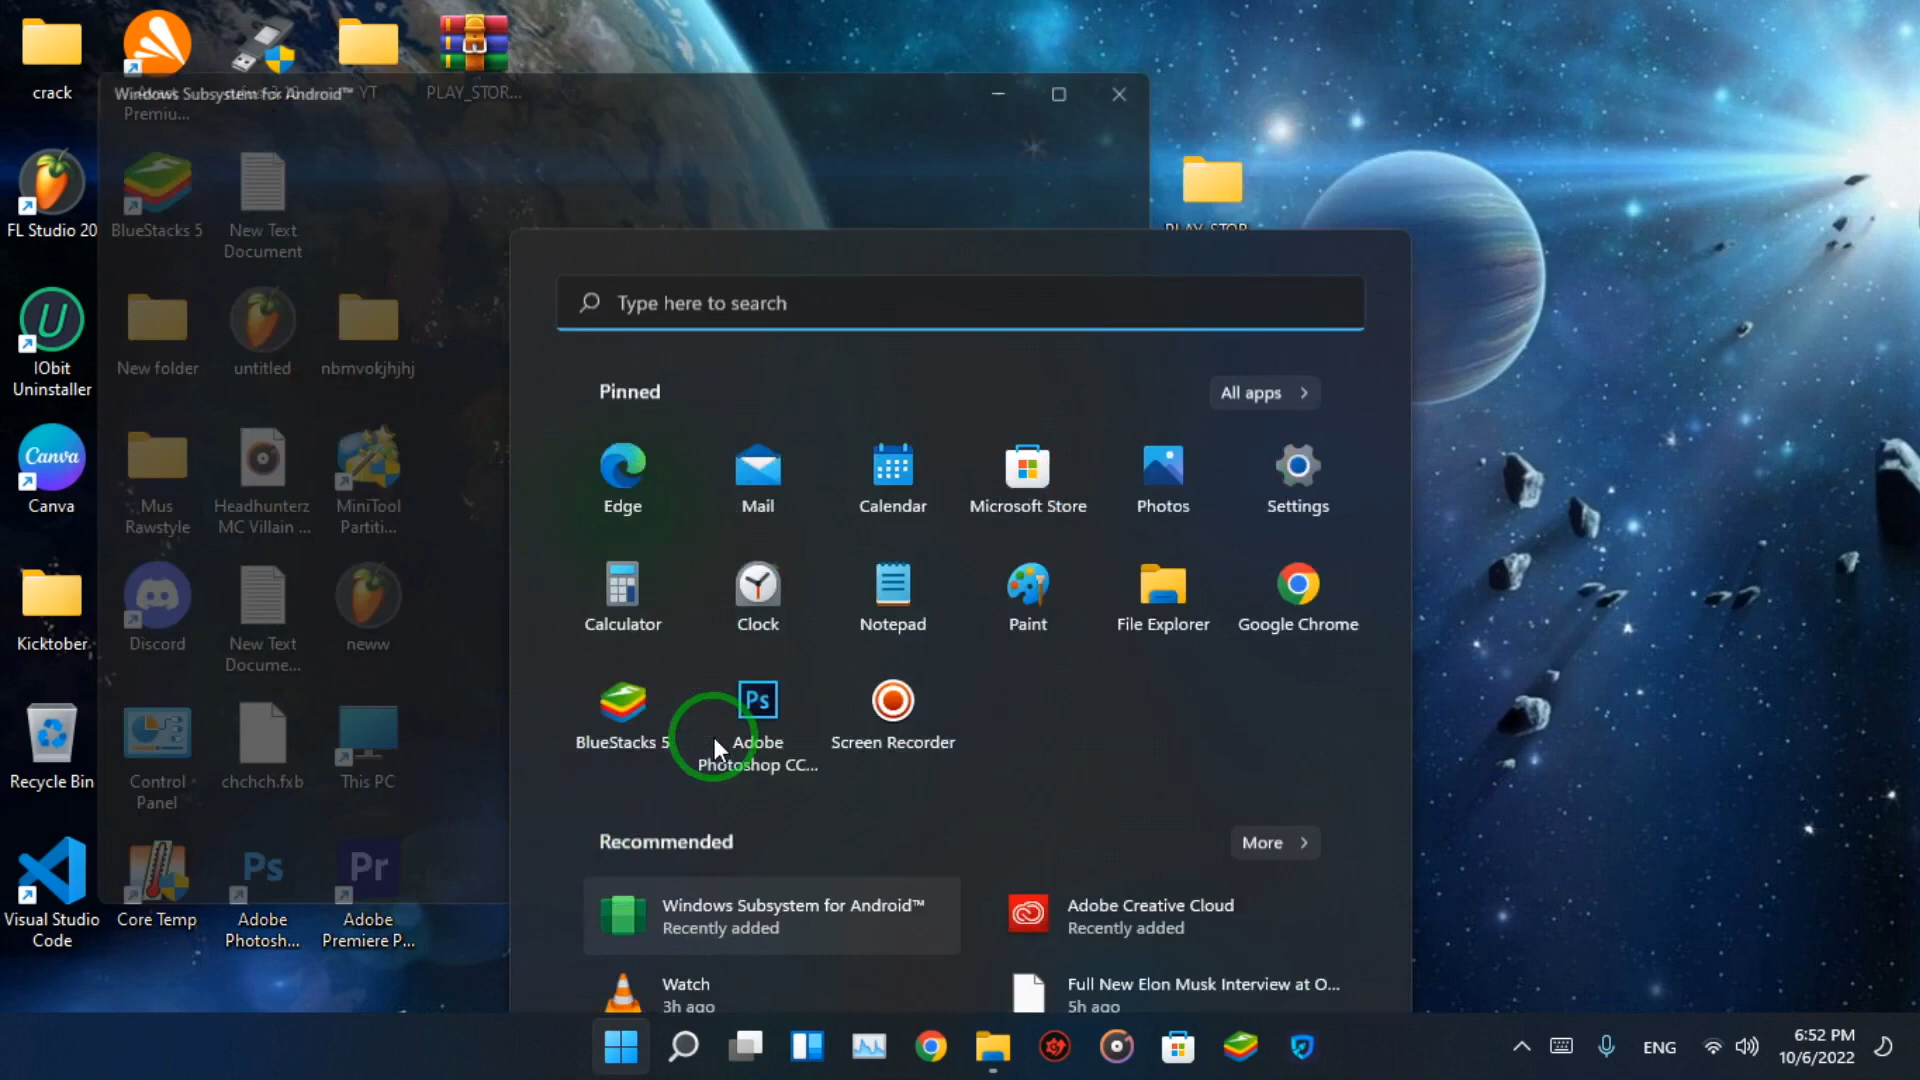 crack
Premiu...
YT
PLAY_STOR...
Windows Subsystem for Android™
FL Studio 20
BlueStacks 5
New Text
Document
IObit
Uninstaller
New folder
untitled
nbmvokjhjhj
Canva
Canva
Mus
Rawstyle
Headhunterz
MC Villain ...
MiniTool
Partiti...
Kicktober
Discord
New Text
Docume...
neww
Recycle Bin
Control
Panel
chchch.fxb
This PC
Visual Studio
Code
Core Temp
Ps
Adobe
Photosh...
Pr
Adobe
Premiere P...
PLAY_STOR...
Type here to search
Pinned
All apps
Edge
Mail
Calendar
Microsoft Store
Photos
Settings
Calculator
Clock
Notepad
Paint
File Explorer
Google Chrome
BlueStacks 5
Ps
Adobe
Photoshop CC...
Screen Recorder
Recommended
More
Windows Subsystem for Android™
Recently added
Adobe Creative Cloud
Recently added
Watch
3h ago
Full New Elon Musk Interview at O...
5h ago
ENG
6:52 PM
10/6/2022